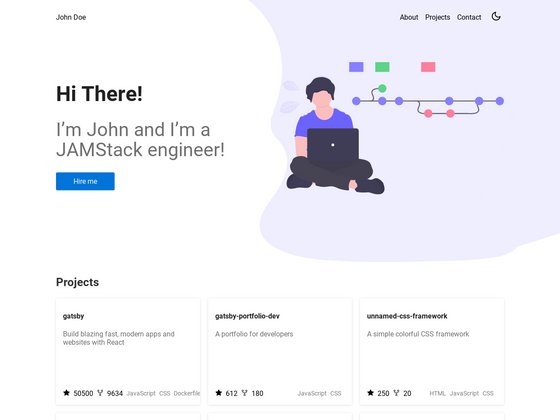 John Doe
About Projects Contact
Hi There!
I'm John and I'm a
JAMStack engineer!
Hire me
Projects
gatsby
Build blazing fast, modern apps and
websites with React
50500 9634 JavaScript CSS Dockerfile
gatsby-portfolio-dev
A portfolio for developers
612 180 JavaScript CSS
unnamed-css-framework
A simple colorful CSS framework
250 20 HTML JavaScript CSS